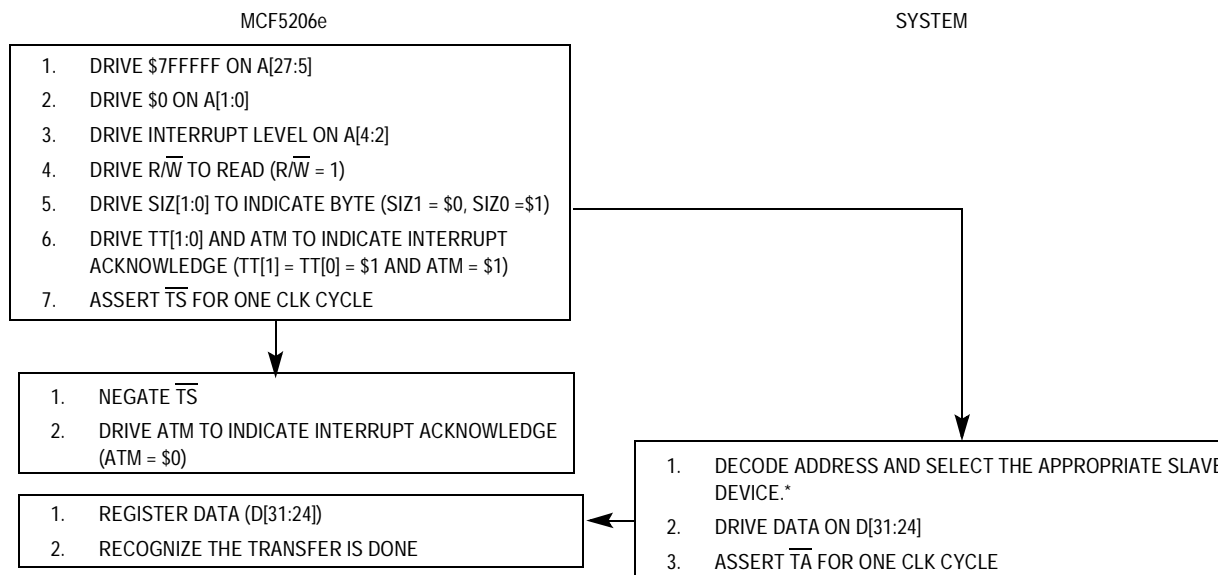 MCF5206e
SYSTEM
1. DRIVE $7FFFFF ON A[27:5]
2. DRIVE $0 ON A[1:0]
3. DRIVE INTERRUPT LEVEL ON A[4:2]
4. DRIVE R/W̅ TO READ (R/W̅ = 1)
5. DRIVE SIZ[1:0] TO INDICATE BYTE (SIZ1 = $0, SIZ0 =$1)
6. DRIVE TT[1:0] AND ATM TO INDICATE INTERRUPT
ACKNOWLEDGE (TT[1] = TT[0] = $1 AND ATM = $1)
7. ASSERT T̅S̅ FOR ONE CLK CYCLE
1. NEGATE T̅S̅
2. DRIVE ATM TO INDICATE INTERRUPT ACKNOWLEDGE
(ATM = $0)
1. DECODE ADDRESS AND SELECT THE APPROPRIATE SLAVE
DEVICE.*
2. DRIVE DATA ON D[31:24]
3. ASSERT T̅A̅ FOR ONE CLK CYCLE
1. REGISTER DATA (D[31:24])
2. RECOGNIZE THE TRANSFER IS DONE